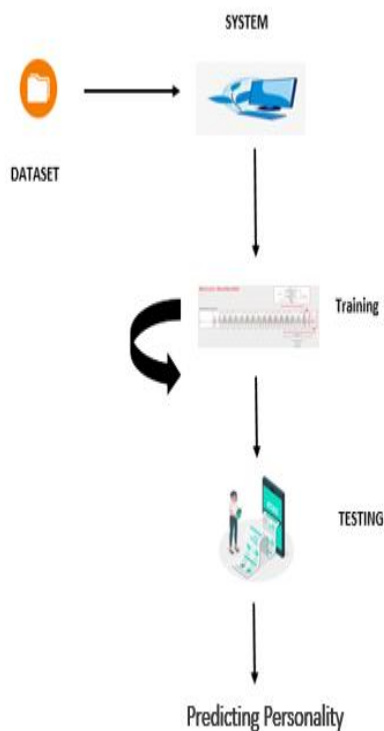 SYSTEM
DATASET
Training
TESTING
Predicting Personality